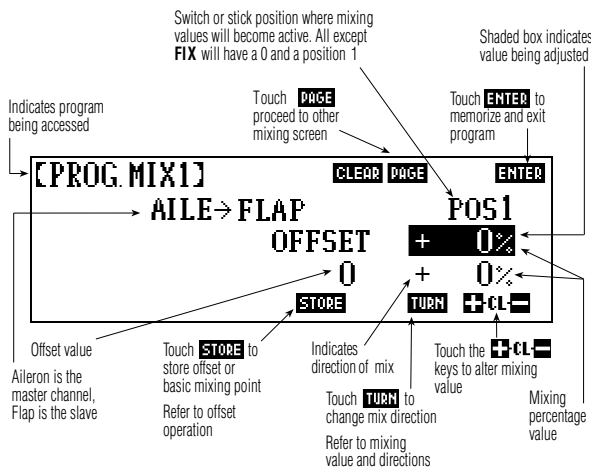 Switch or stick position where mixing
values will become active. All except
FIX will have a 0 and a position 1
Shaded box indicates
value being adjusted
Indicates program
being accessed
Touch PAGE
proceed to other
mixing screen
Touch ENTER to
memorize and exit
program
[PROG.MIX1]
CLEAR PAGE
ENTER
AILE→FLAP
POS1
OFFSET
+ 0%
0
+ 0%
STORE
TURN
+-CL--
Offset value
Aileron is the
master channel,
Flap is the slave
Touch STORE to
store offset or
basic mixing point
Refer to offset
operation
Indicates
direction of mix
Touch TURN to
change mix direction
Refer to mixing
value and directions
Touch the +-CL--
keys to alter mixing
value
Mixing
percentage
value